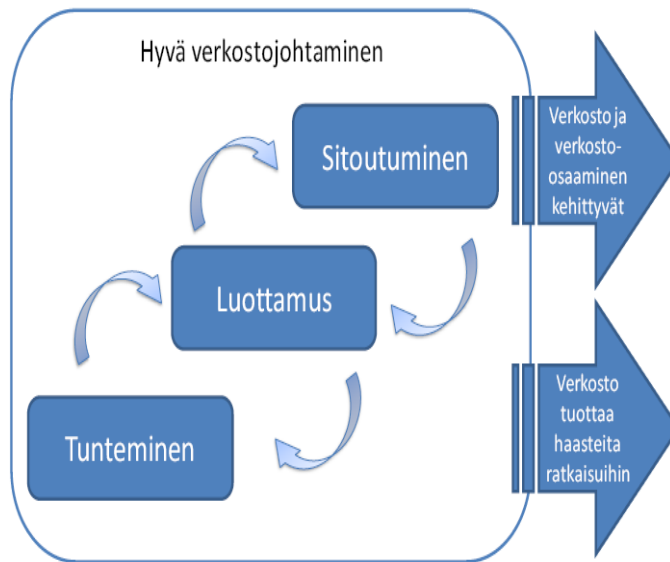 Hyvä verkostojohtaminen
Sitoutuminen
Luottamus
Tunteminen
Verkosto ja
verkosto-
osaaminen
kehittyvät
Verkosto
tuottaa
haasteita
ratkaisuihin